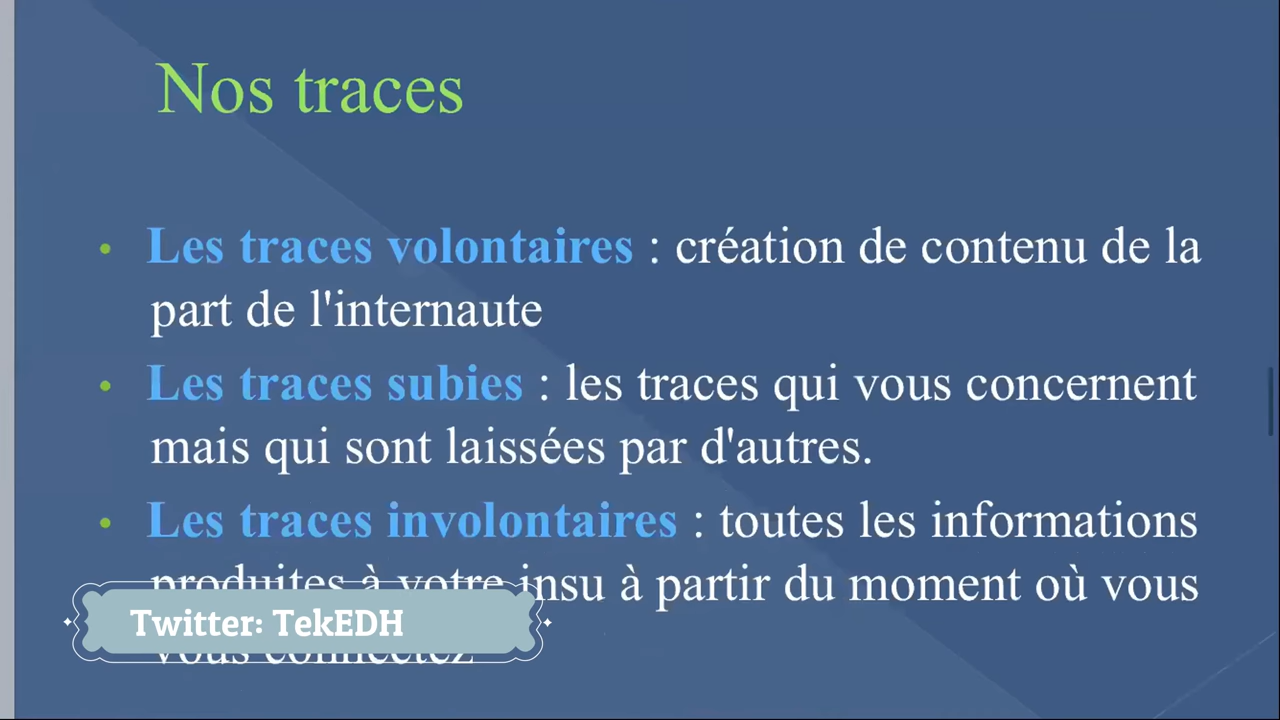 Nos traces
• Les traces volontaires : création de contenu de la
part de l'internaute
• Les traces subies : les traces qui vous concernent
mais qui sont laissées par d'autres.
• Les traces involontaires : toutes les informations
produites à votre insu à partir du moment où vous
vous connectez
Twitter: TekEDH